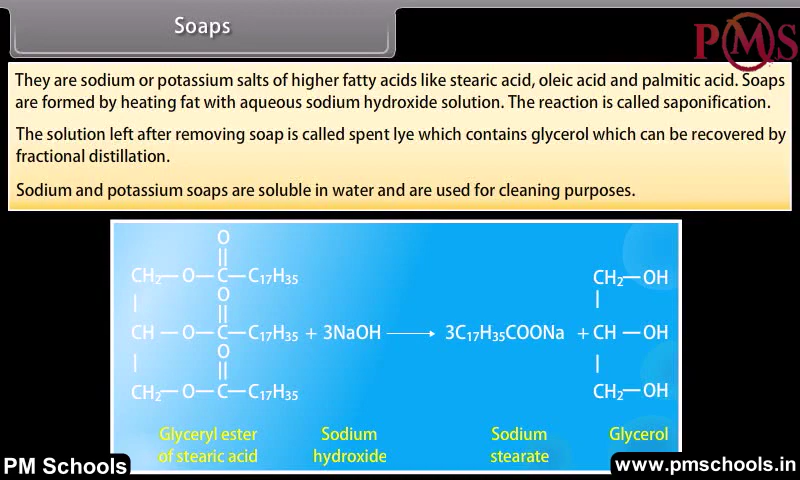 Soaps
PMS
They are sodium or potassium salts of higher fatty acids like stearic acid, oleic acid and palmitic acid. Soaps
are formed by heating fat with aqueous sodium hydroxide solution. The reaction is called saponification.
The solution left after removing soap is called spent lye which contains glycerol which can be recovered by
fractional distillation.
Sodium and potassium soaps are soluble in water and are used for cleaning purposes.
O
||
CH₂—O—C—C₁₇H₃₅ CH₂—OH
| O |
||
CH—O—C—C₁₇H₃₅ + 3NaOH ⟶ 3C₁₇H₃₅COONa + CH—OH
| O |
||
CH₂—O—C—C₁₇H₃₅ CH₂—OH
Glyceryl ester Sodium Sodium Glycerol
of stearic acid hydroxide stearate
PM Schools www.pmschools.in